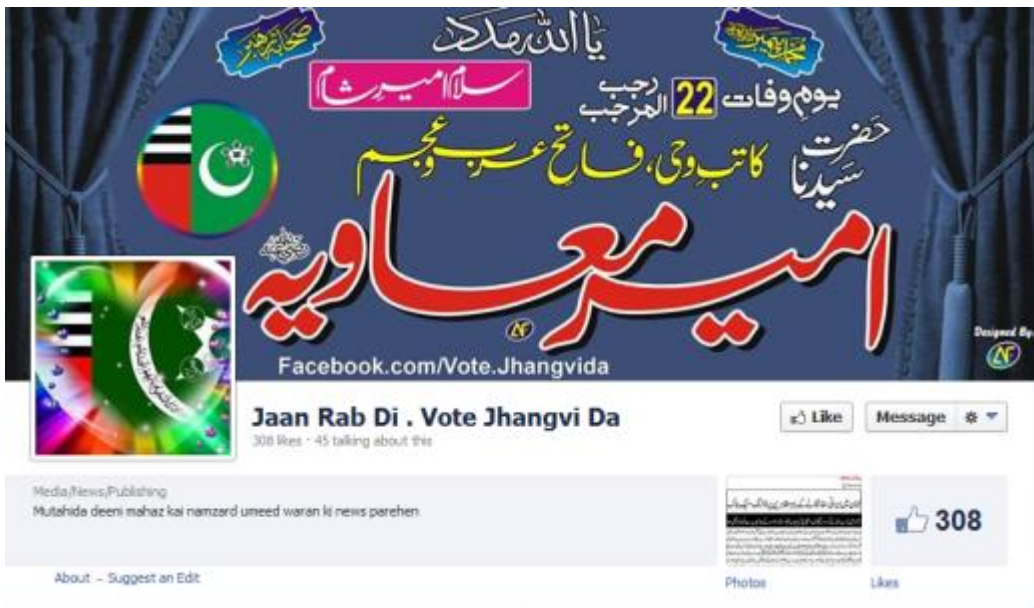 یا اللہ مدد
سلام امیرِ شام
یومِ وفات 22 رجب المرجب
حضرت سیدنا
کاتبِ وحی، فاتحِ عرب و عجم
امیر معاویہ
Facebook.com/Vote.Jhangvida
Designed By:
Jaan Rab Di . Vote Jhangvi Da
308 likes · 45 talking about this
Like
Message
Media/News/Publishing
Mutahida deeni mahaz kai namzard umeed waran ki news parehen
308
About – Suggest an Edit
Photos
Likes